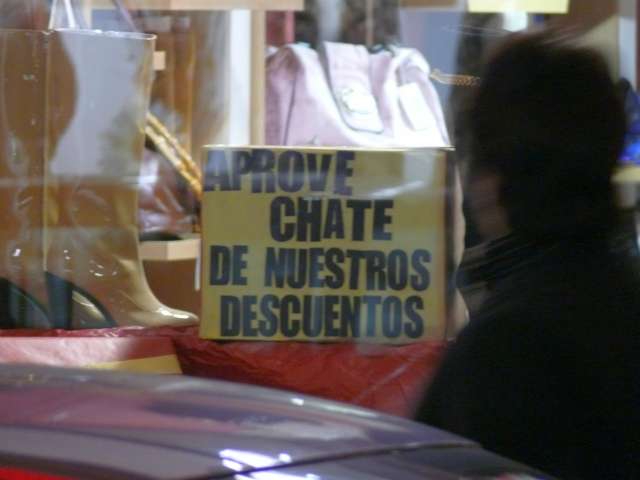 APROVE
CHATE
DE NUESTROS
DESCUENTOS